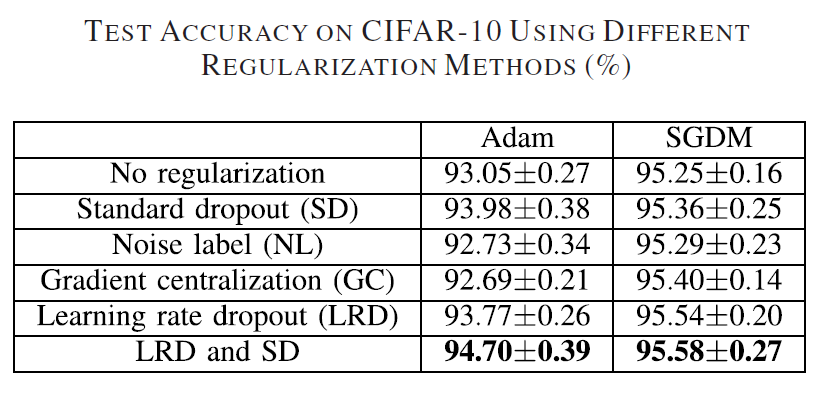 TEST ACCURACY ON CIFAR-10 USING DIFFERENT
REGULARIZATION METHODS (%)
Adam SGDM
No regularization 93.05±0.27 95.25±0.16
Standard dropout (SD) 93.98±0.38 95.36±0.25
Noise label (NL) 92.73±0.34 95.29±0.23
Gradient centralization (GC) 92.69±0.21 95.40±0.14
Learning rate dropout (LRD) 93.77±0.26 95.54±0.20
LRD and SD 94.70±0.39 95.58±0.27